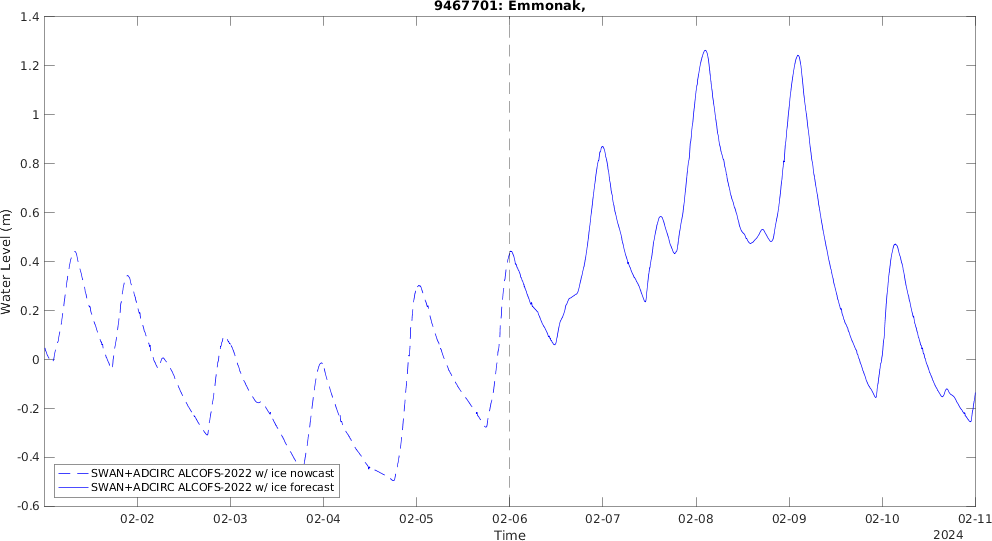 9467701: Emmonak,
1.4
1.2
1
0.8
0.6
0.4
0.2
0
-0.2
-0.4
-0.6
Water Level (m)
SWAN+ADCIRC ALCOFS-2022 w/ ice nowcast
SWAN+ADCIRC ALCOFS-2022 w/ ice forecast
02-02 02-03 02-04 02-05 02-06 02-07 02-08 02-09 02-10 02-11
Time
2024